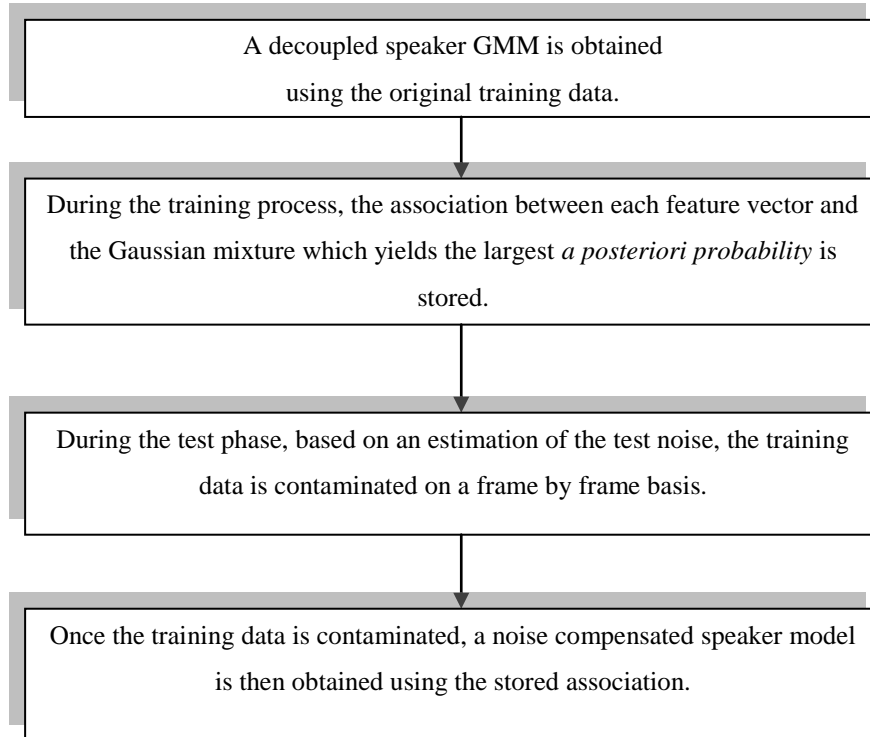 A decoupled speaker GMM is obtained
using the original training data.
During the training process, the association between each feature vector and
the Gaussian mixture which yields the largest a posteriori probability is
stored.
During the test phase, based on an estimation of the test noise, the training
data is contaminated on a frame by frame basis.
Once the training data is contaminated, a noise compensated speaker model
is then obtained using the stored association.